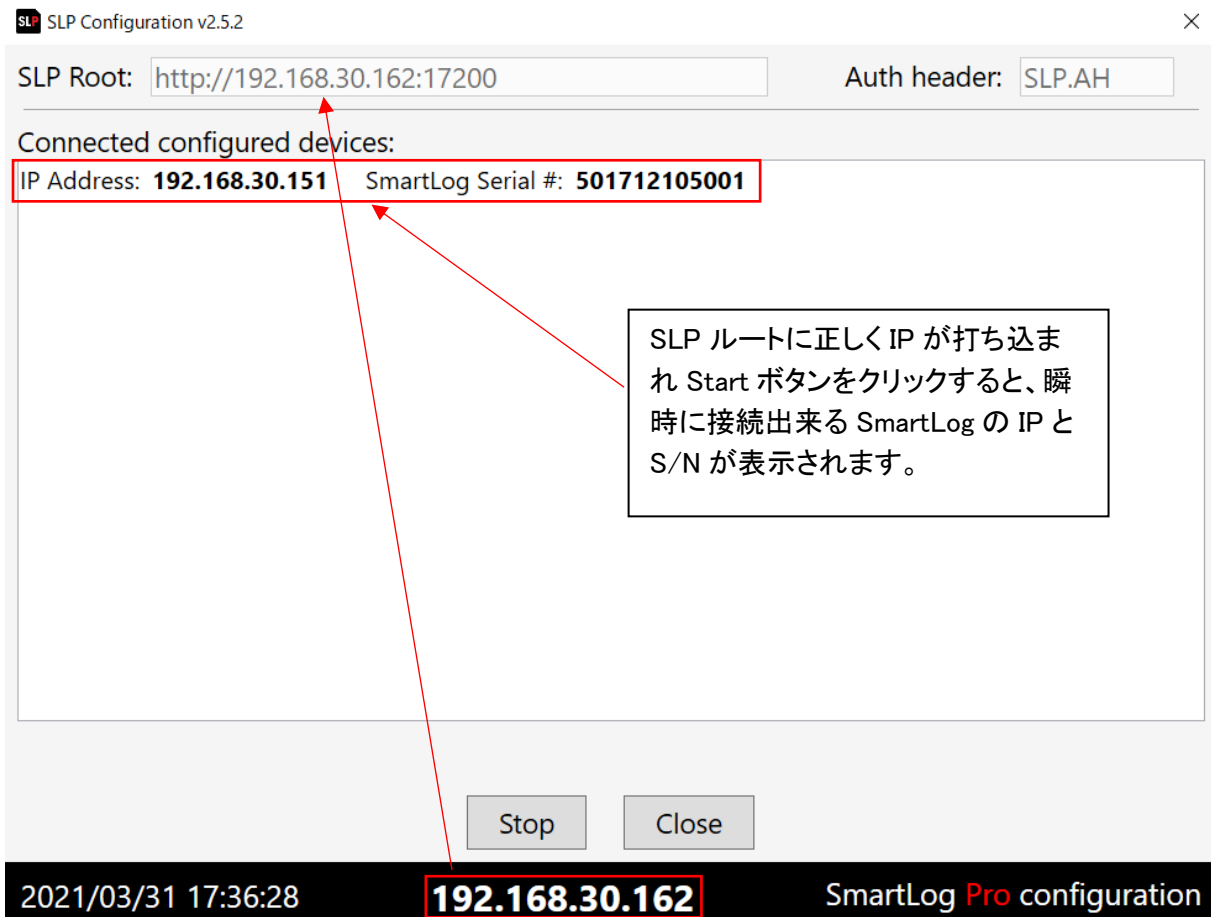 SLP SLP Configuration v2.5.2
SLP Root: http://192.168.30.162:17200 Auth header: SLP.AH
Connected configured devices:
IP Address: 192.168.30.151 SmartLog Serial #: 501712105001
SLP ルートに正しく IP が打ち込ま
れ Start ボタンをクリックすると、瞬
時に接続出来る SmartLog の IP と
S/N が表示されます。
Stop Close
2021/03/31 17:36:28 192.168.30.162 SmartLog Pro configuration